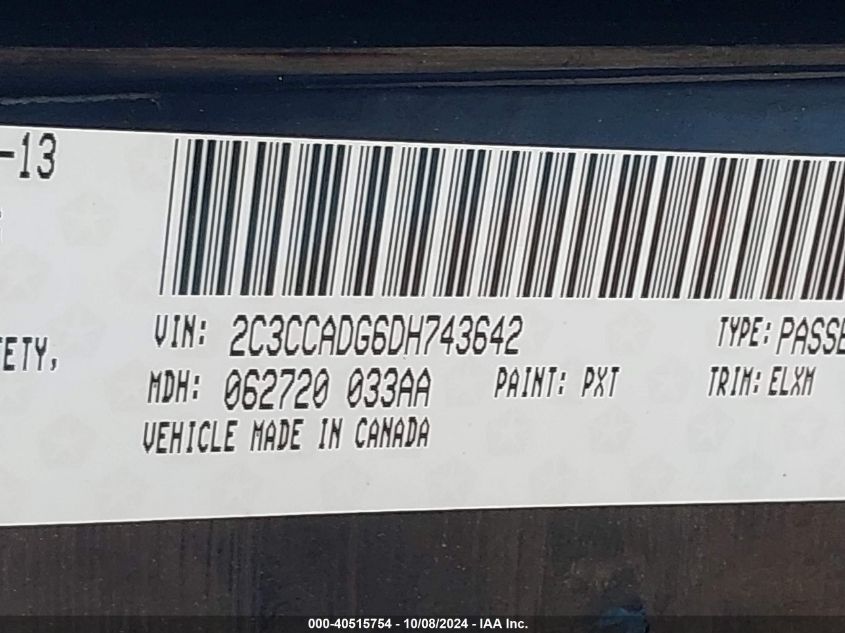 -13
ETY,
VIN: 2C3CCADG6DH743642 TYPE: PASSE
MDH: 062720 033AA PAINT: PXT TRIM: ELXM
VEHICLE MADE IN CANADA
000-40515754 - 10/08/2024 - IAA Inc.